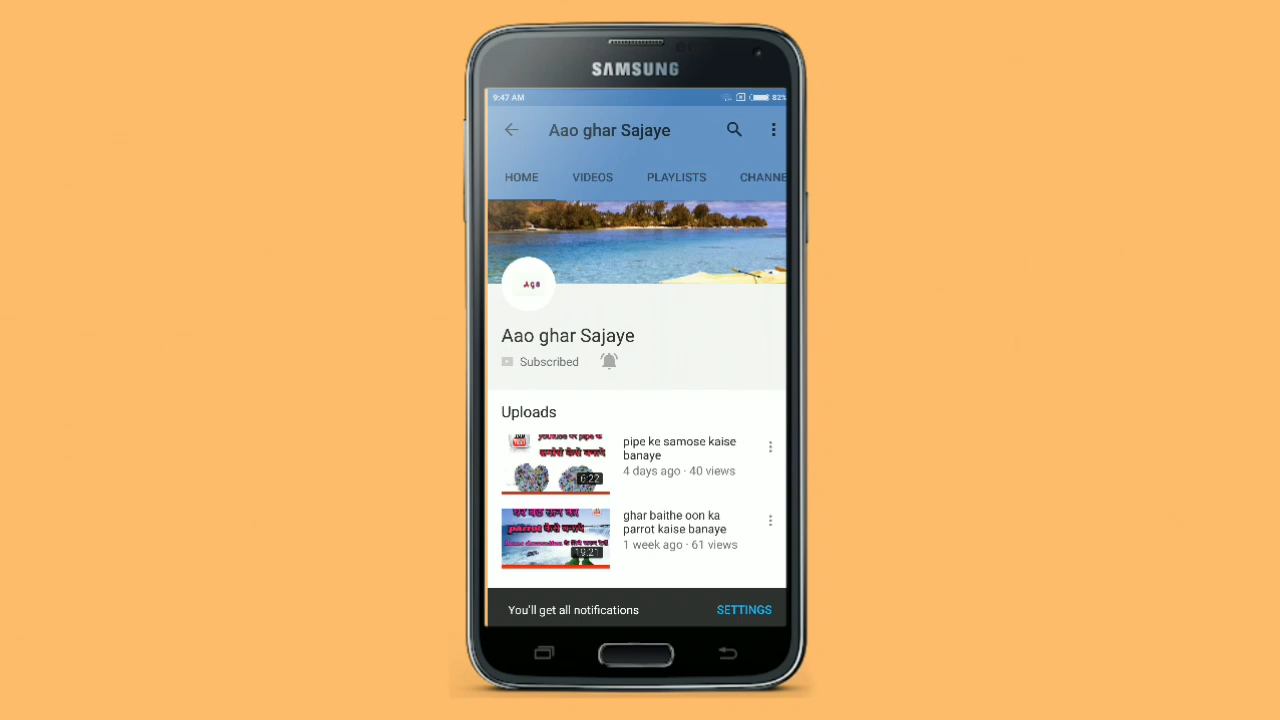 SAMSUNG
9:47 AM
82%
Aao ghar Sajaye
HOME VIDEOS PLAYLISTS CHANNE
Aao ghar Sajaye
Subscribed
Uploads
pipe ke samose kaise
banaye
4 days ago · 40 views
6:22
ghar baithe oon ka
parrot kaise banaye
1 week ago · 61 views
parrot कैसे बनाये
You'll get all notifications SETTINGS